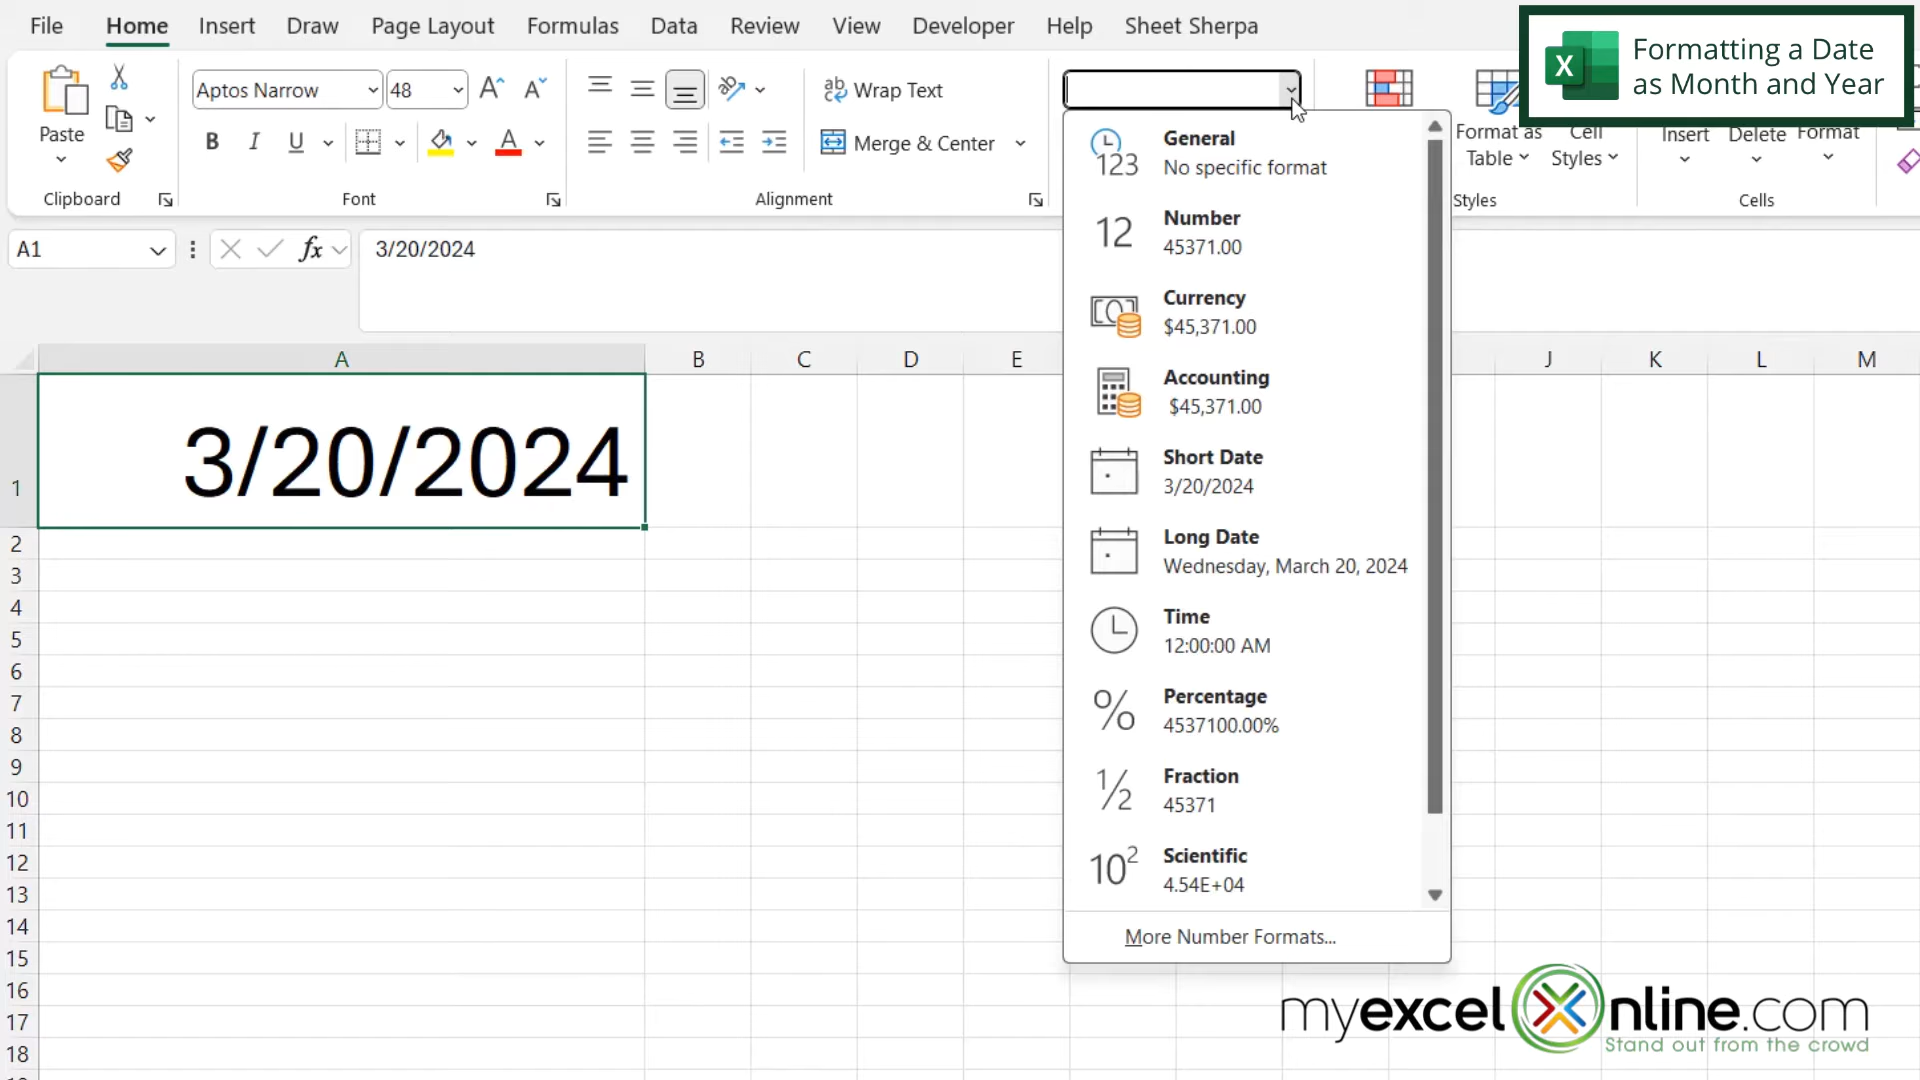 File Home Insert Draw Page Layout Formulas Data Review View Developer Help Sheet Sherpa
Formatting a Date
as Month and Year
Paste
Aptos Narrow 48
B I U A
Wrap Text
Merge & Center
Format as
Table
Cell
Styles
Insert Delete Format
Clipboard Font Alignment Styles Cells
A1 fx 3/20/2024
A B C D E J K L M
1 3/20/2024
2
3
4
5
6
7
8
9
10
11
12
13
14
15
16
17
18
123 General
No specific format
12 Number
45371.00
Currency
$45,371.00
Accounting
$45,371.00
Short Date
3/20/2024
Long Date
Wednesday, March 20, 2024
Time
12:00:00 AM
% Percentage
4537100.00%
½ Fraction
45371
10² Scientific
4.54E+04
More Number Formats...
myexcelonline.com
Stand out from the crowd